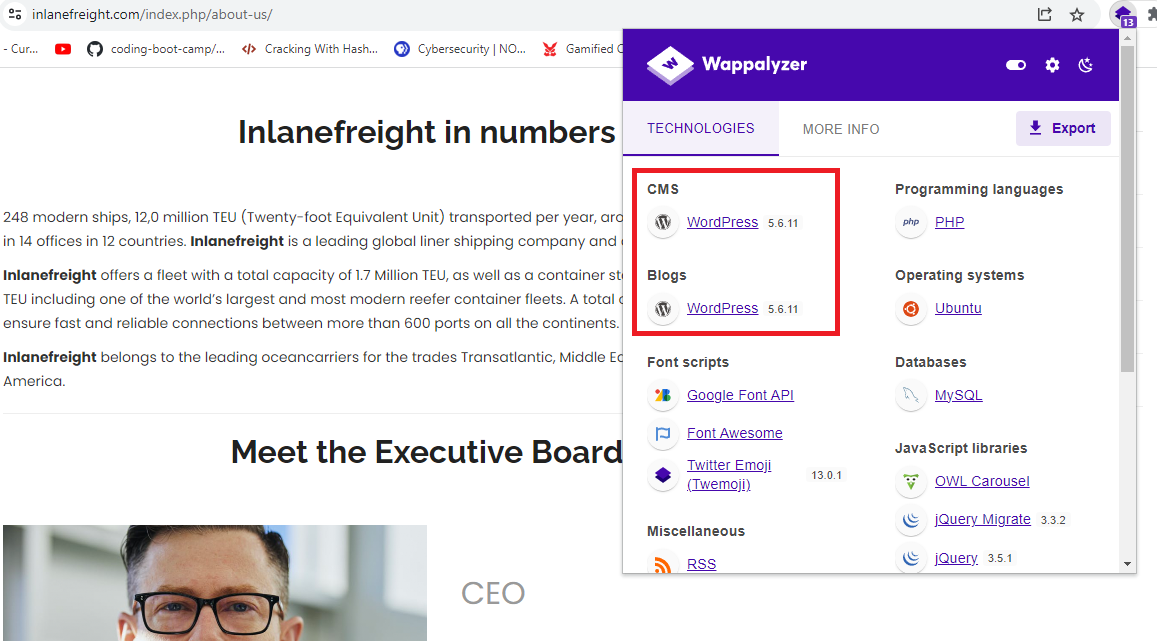 inlanefreight.com/index.php/about-us/
13
- Cur...
coding-boot-camp/...
</> Cracking With Hash...
Cybersecurity | NO...
Gamified C
Inlanefreight in numbers
248 modern ships, 12,0 million TEU (Twenty-foot Equivalent Unit) transported per year,
in 14 offices in 12 countries. Inlanefreight is a leading global liner shipping company and
Inlanefreight offers a fleet with a total capacity of 1.7 Million TEU, as well as a container
TEU including one of the world's largest and most modern reefer container fleets. A total
ensure fast and reliable connections between more than 600 ports on all the continents.
Inlanefreight belongs to the leading oceancarriers for the trades Transatlantic, Middle
America.
Meet the Executive Board
CEO
W Wappalyzer
TECHNOLOGIES
MORE INFO
Export
CMS
WordPress 5.6.11
Blogs
WordPress 5.6.11
Font scripts
Google Font API
Font Awesome
Twitter Emoji
(Twemoji) 13.0.1
Miscellaneous
RSS
Programming languages
php PHP
Operating systems
Ubuntu
Databases
MySQL
JavaScript libraries
OWL Carousel
jQuery Migrate 3.3.2
jQuery 3.5.1